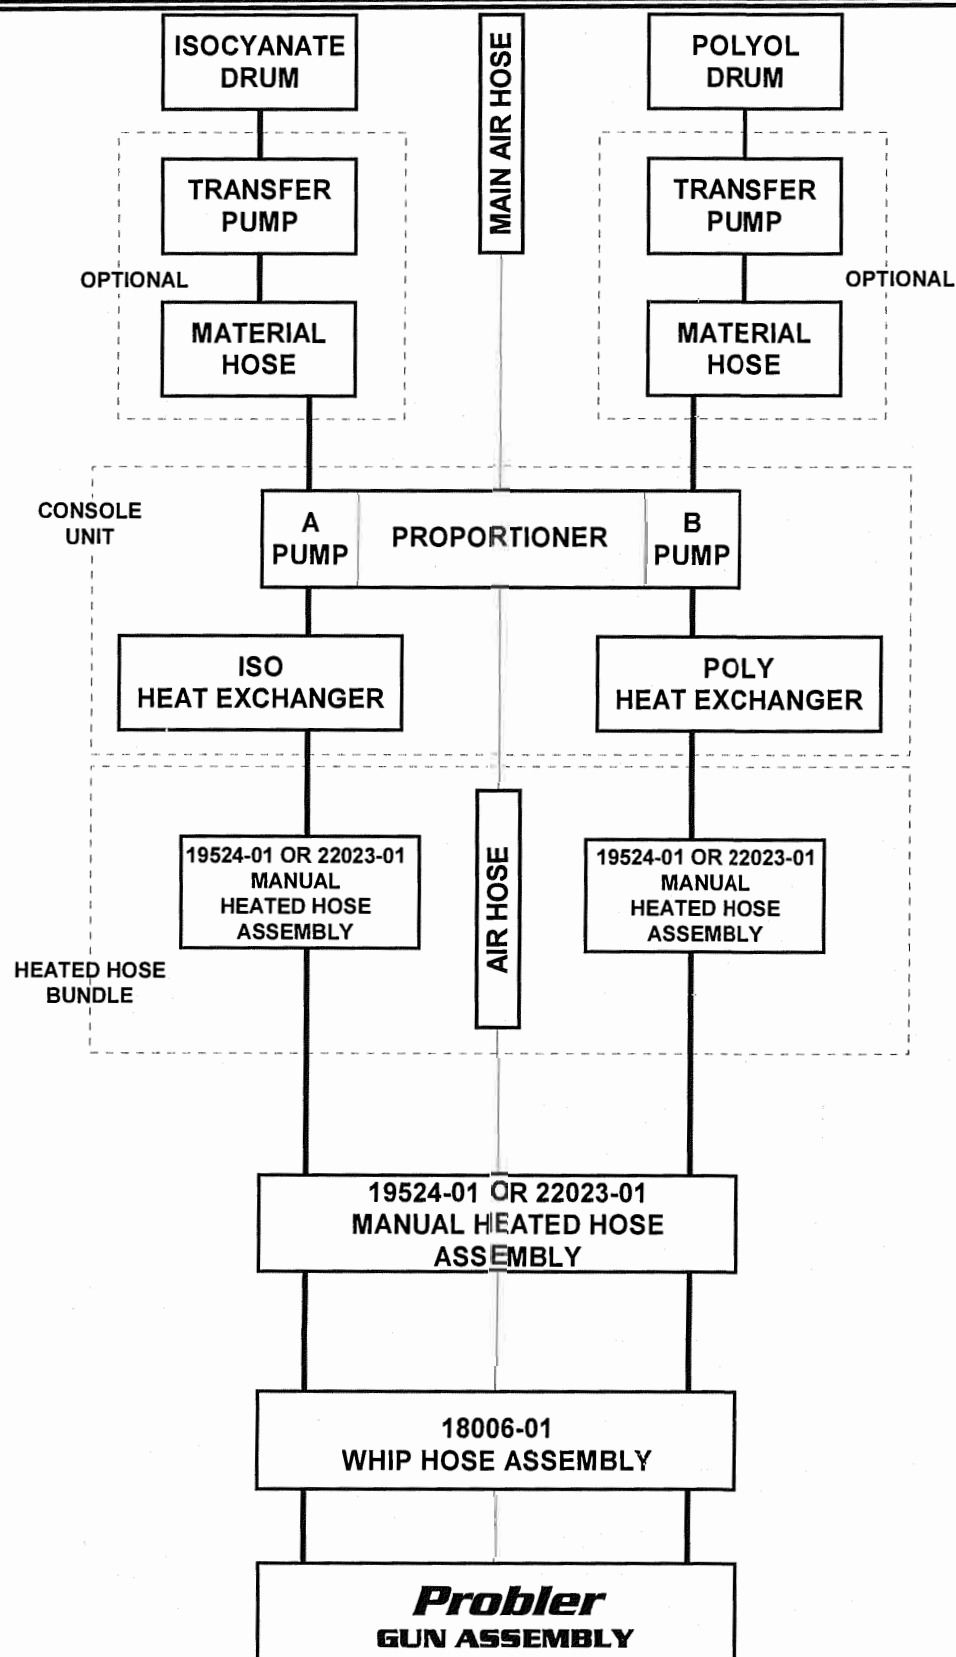 ISOCYANATE
DRUM
MAIN AIR HOSE
POLYOL
DRUM
TRANSFER
PUMP
TRANSFER
PUMP
OPTIONAL
OPTIONAL
MATERIAL
HOSE
MATERIAL
HOSE
CONSOLE
UNIT
A
PUMP
PROPORTIONER
B
PUMP
ISO
HEAT EXCHANGER
POLY
HEAT EXCHANGER
19524-01 OR 22023-01
MANUAL
HEATED HOSE
ASSEMBLY
AIR HOSE
19524-01 OR 22023-01
MANUAL
HEATED HOSE
ASSEMBLY
HEATED HOSE
BUNDLE
19524-01 OR 22023-01
MANUAL HEATED HOSE
ASSEMBLY
18006-01
WHIP HOSE ASSEMBLY
Probler
GUN ASSEMBLY